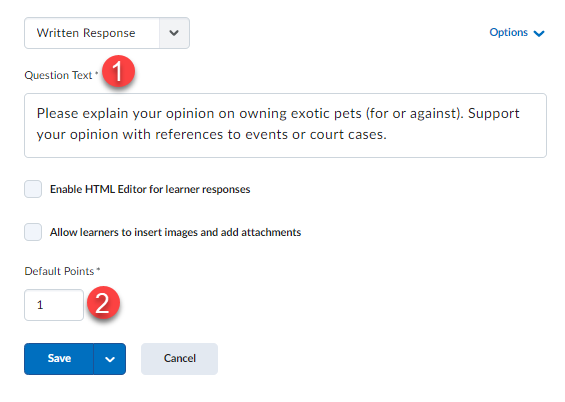 Written Response
Options
Question Text * 1
Please explain your opinion on owning exotic pets (for or against). Support
your opinion with references to events or court cases.
Enable HTML Editor for learner responses
Allow learners to insert images and add attachments
Default Points *
1 2
Save Cancel